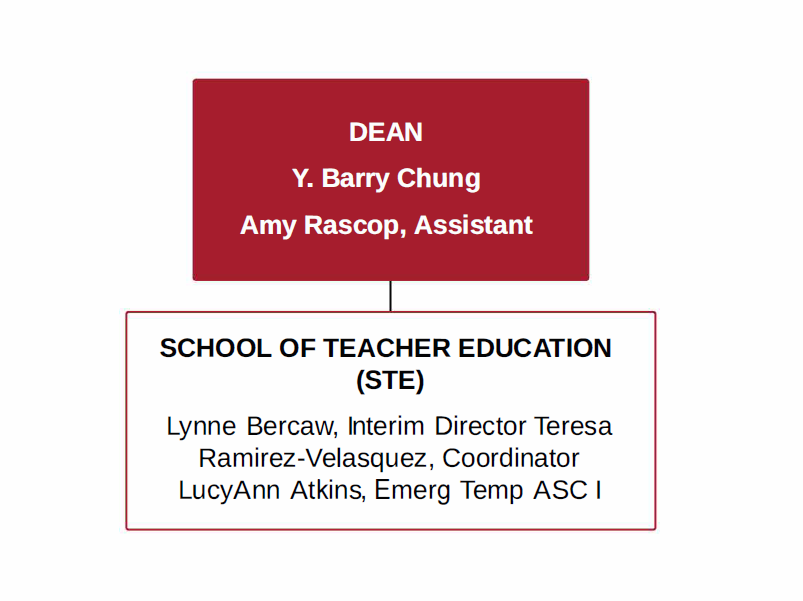 DEAN
Y. Barry Chung
Amy Rascop, Assistant
SCHOOL OF TEACHER EDUCATION
(STE)
Lynne Bercaw, Interim Director Teresa
Ramirez-Velasquez, Coordinator
LucyAnn Atkins, Emerg Temp ASC I